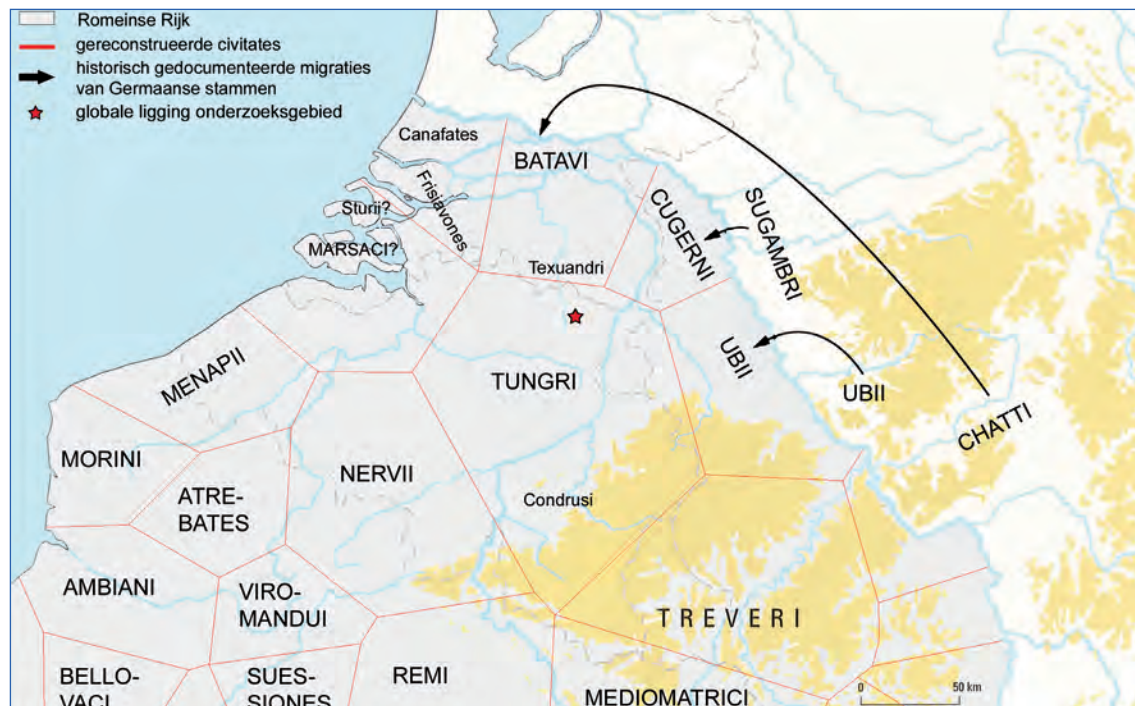 Romeinse Rijk
gereconstrueerde civitates
historisch gedocumenteerde migraties
van Germaanse stammen
globale ligging onderzoeksgebied
Canafates
BATAVI
Frisiavones
Sturii?
MARSACI?
CUGERNI
SUGAMBRI
Texuandri
MENAPII
TUNGRI
UBII
UBII
CHATTI
MORINI
NERVII
ATRE-
BATES
Condrusi
AMBIANI
VIRO-
MANDUI
TREVERI
BELLO-
VACI
SUES-
SIONES
REMI
MEDIOMATRICI
0 50 km